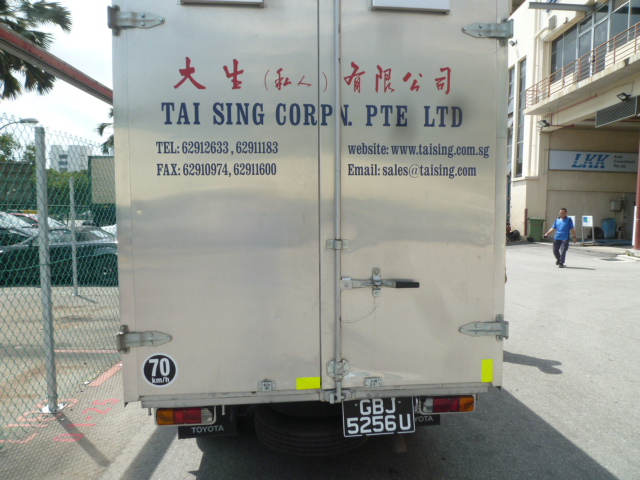 大生(私人)有限公司
TAI SING CORPN. PTE LTD
TEL: 62912633, 62911183
FAX: 62910974, 62911600
website: www.taising.com.sg
Email: sales@taising.com
LKK
70
km/h
TOYOTA
GBJ
5256U